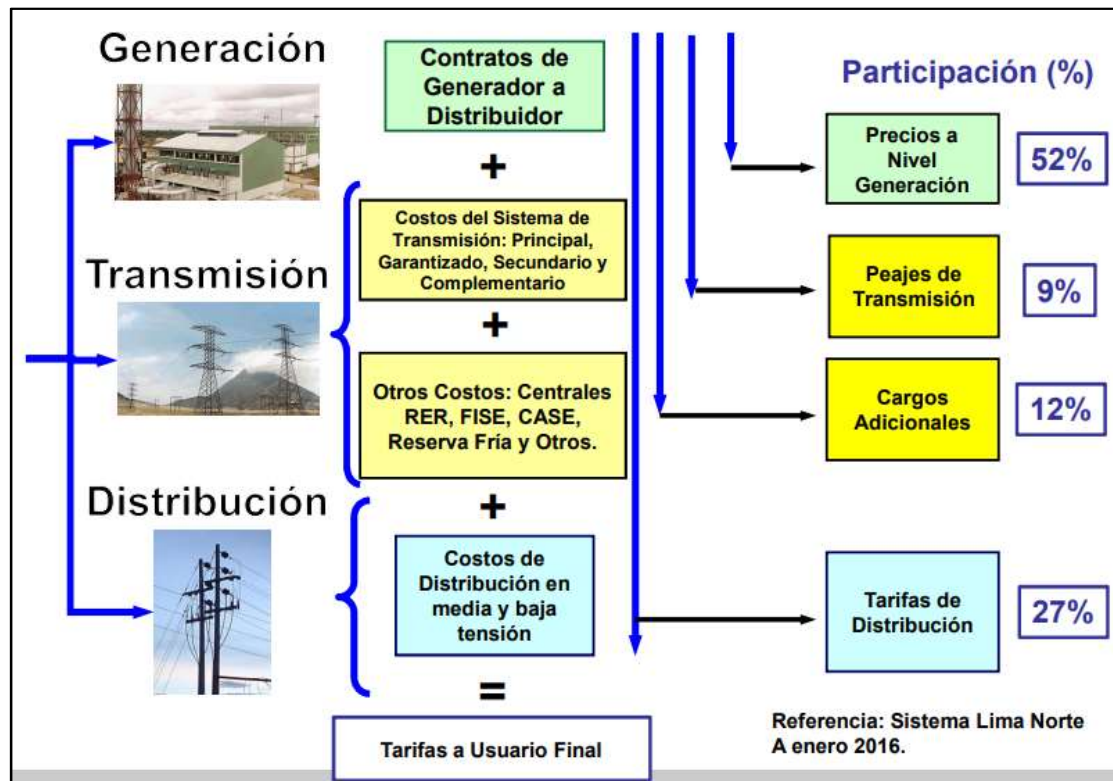 Generación
Contratos de
Generador a
Distribuidor
Participación (%)
Precios a
Nivel
Generación
52%
+
Costos del Sistema de
Transmisión: Principal,
Garantizado, Secundario y
Complementario
Transmisión
Peajes de
Transmisión
9%
+
Otros Costos: Centrales
RER, FISE, CASE,
Reserva Fría y Otros.
Cargos
Adicionales
12%
Distribución
+
Costos de
Distribución en
media y baja
tensión
Tarifas de
Distribución
27%
=
Tarifas a Usuario Final
Referencia: Sistema Lima Norte
A enero 2016.